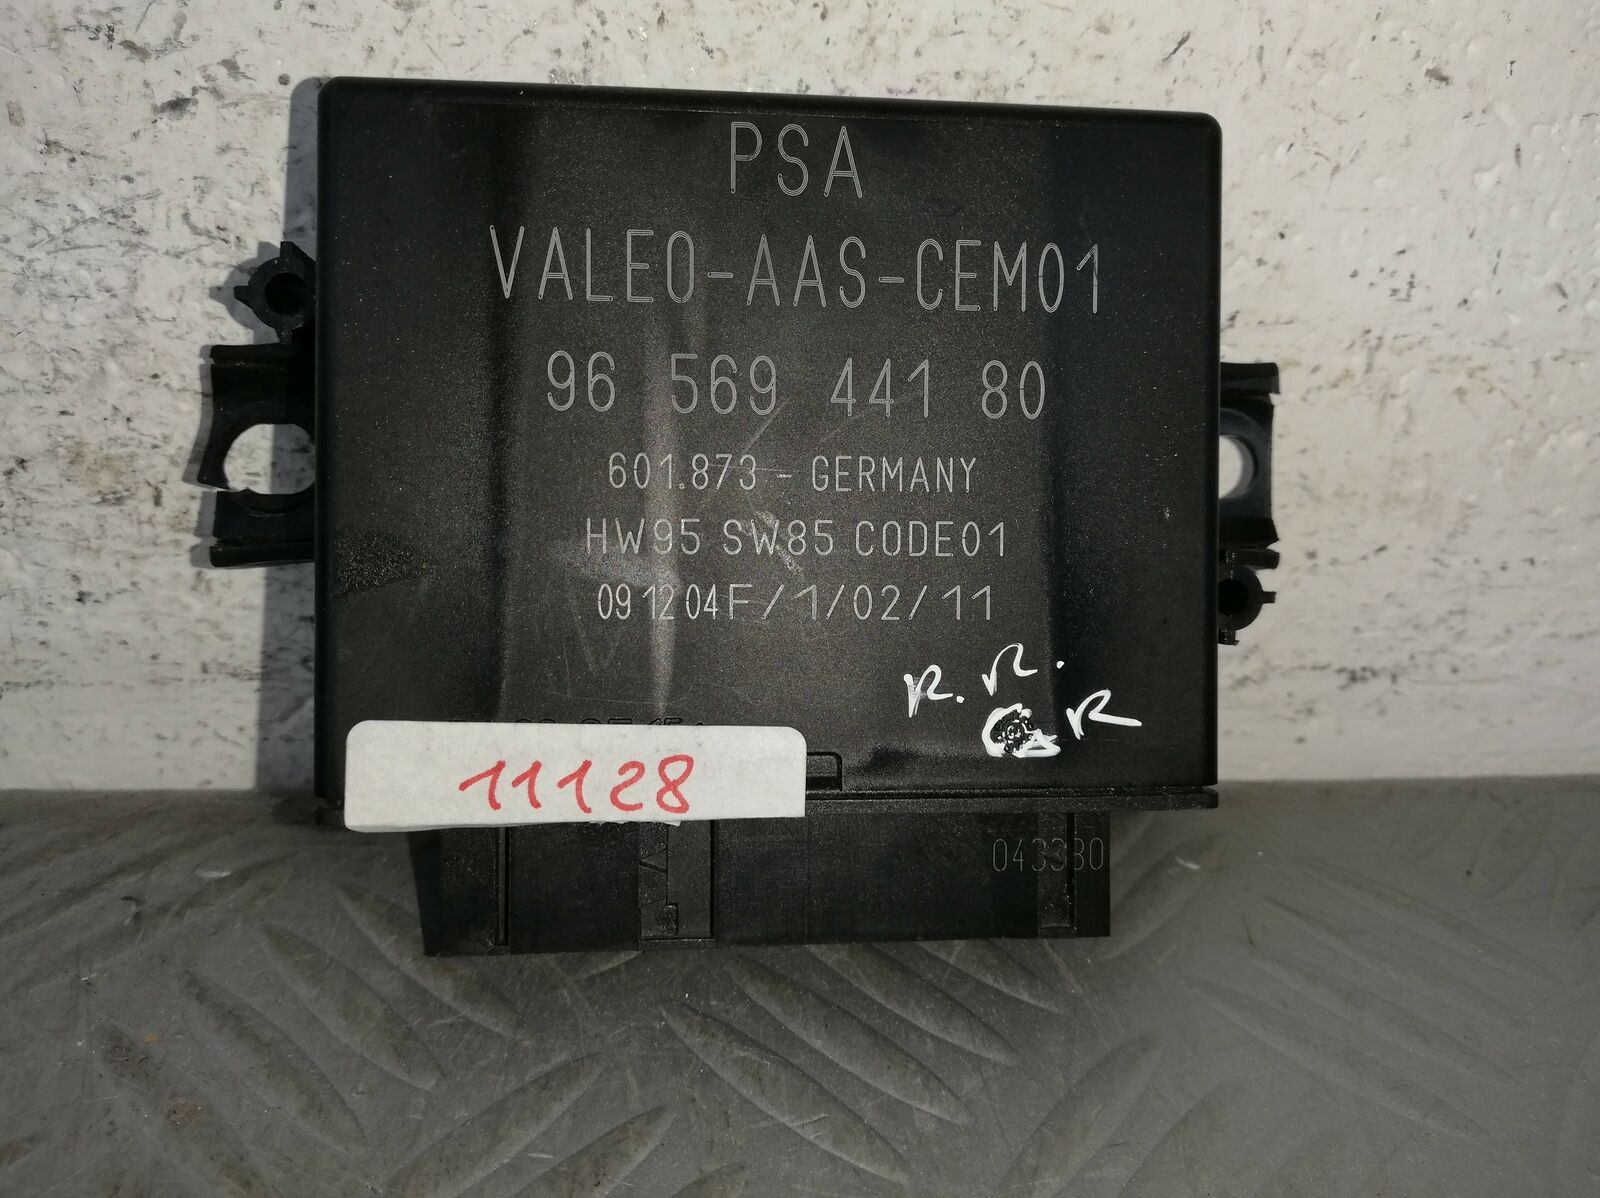 PSA
VALEO-AAS-CEM01
96 569 441 80
601.873 - GERMANY
HW95 SW85 CODE01
091204F/1/02/11
R. R.
R
11128
043380